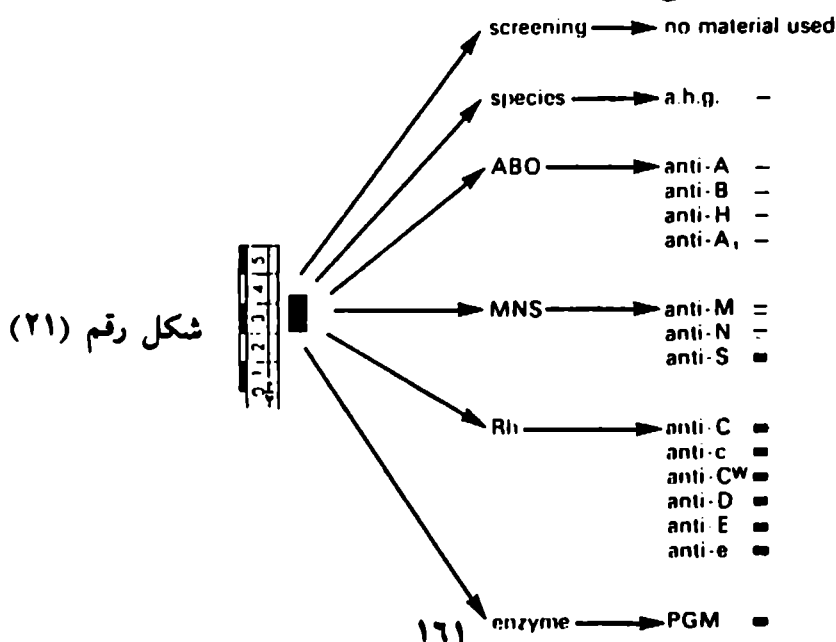 screening no material used
species a.h.g. –
ABO anti-A –
anti-B –
anti-H –
anti-A₁ –
شكل رقم (٢١)
MNS anti-M =
anti-N =
anti-S
Rh anti-C
anti-c
anti-Cʷ
anti-D
anti E
anti-e
enzyme PGM
١٦١